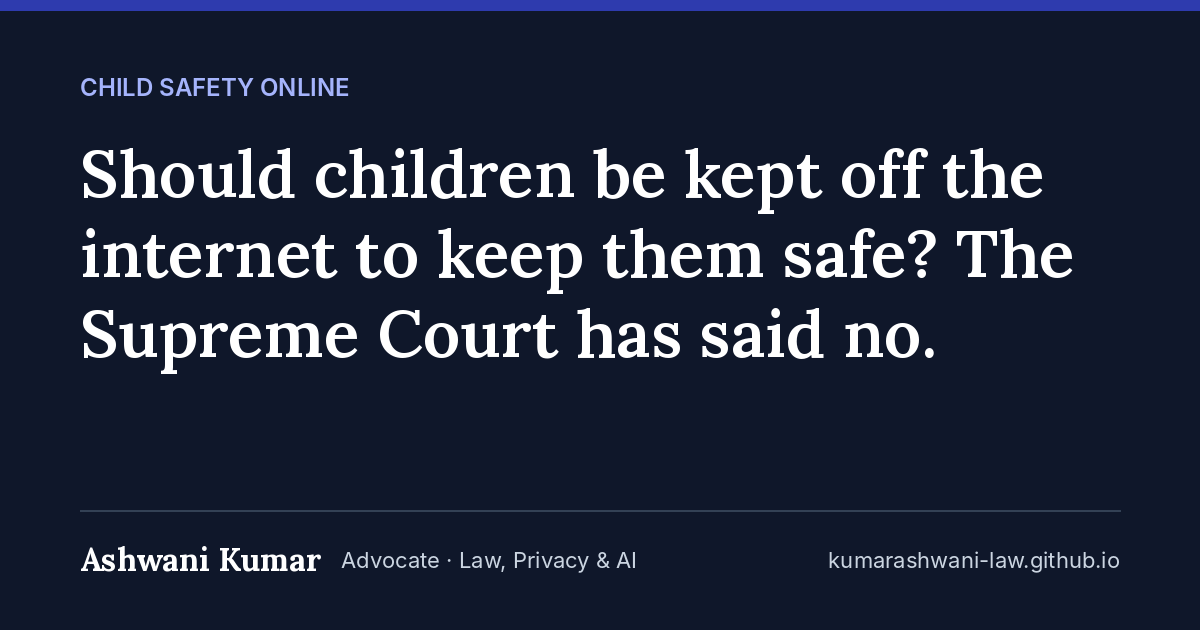 CHILD SAFETY ONLINE
Should children be kept off the
internet to keep them safe? The
Supreme Court has said no.
Ashwani Kumar Advocate · Law, Privacy & AI kumarashwani-law.github.io